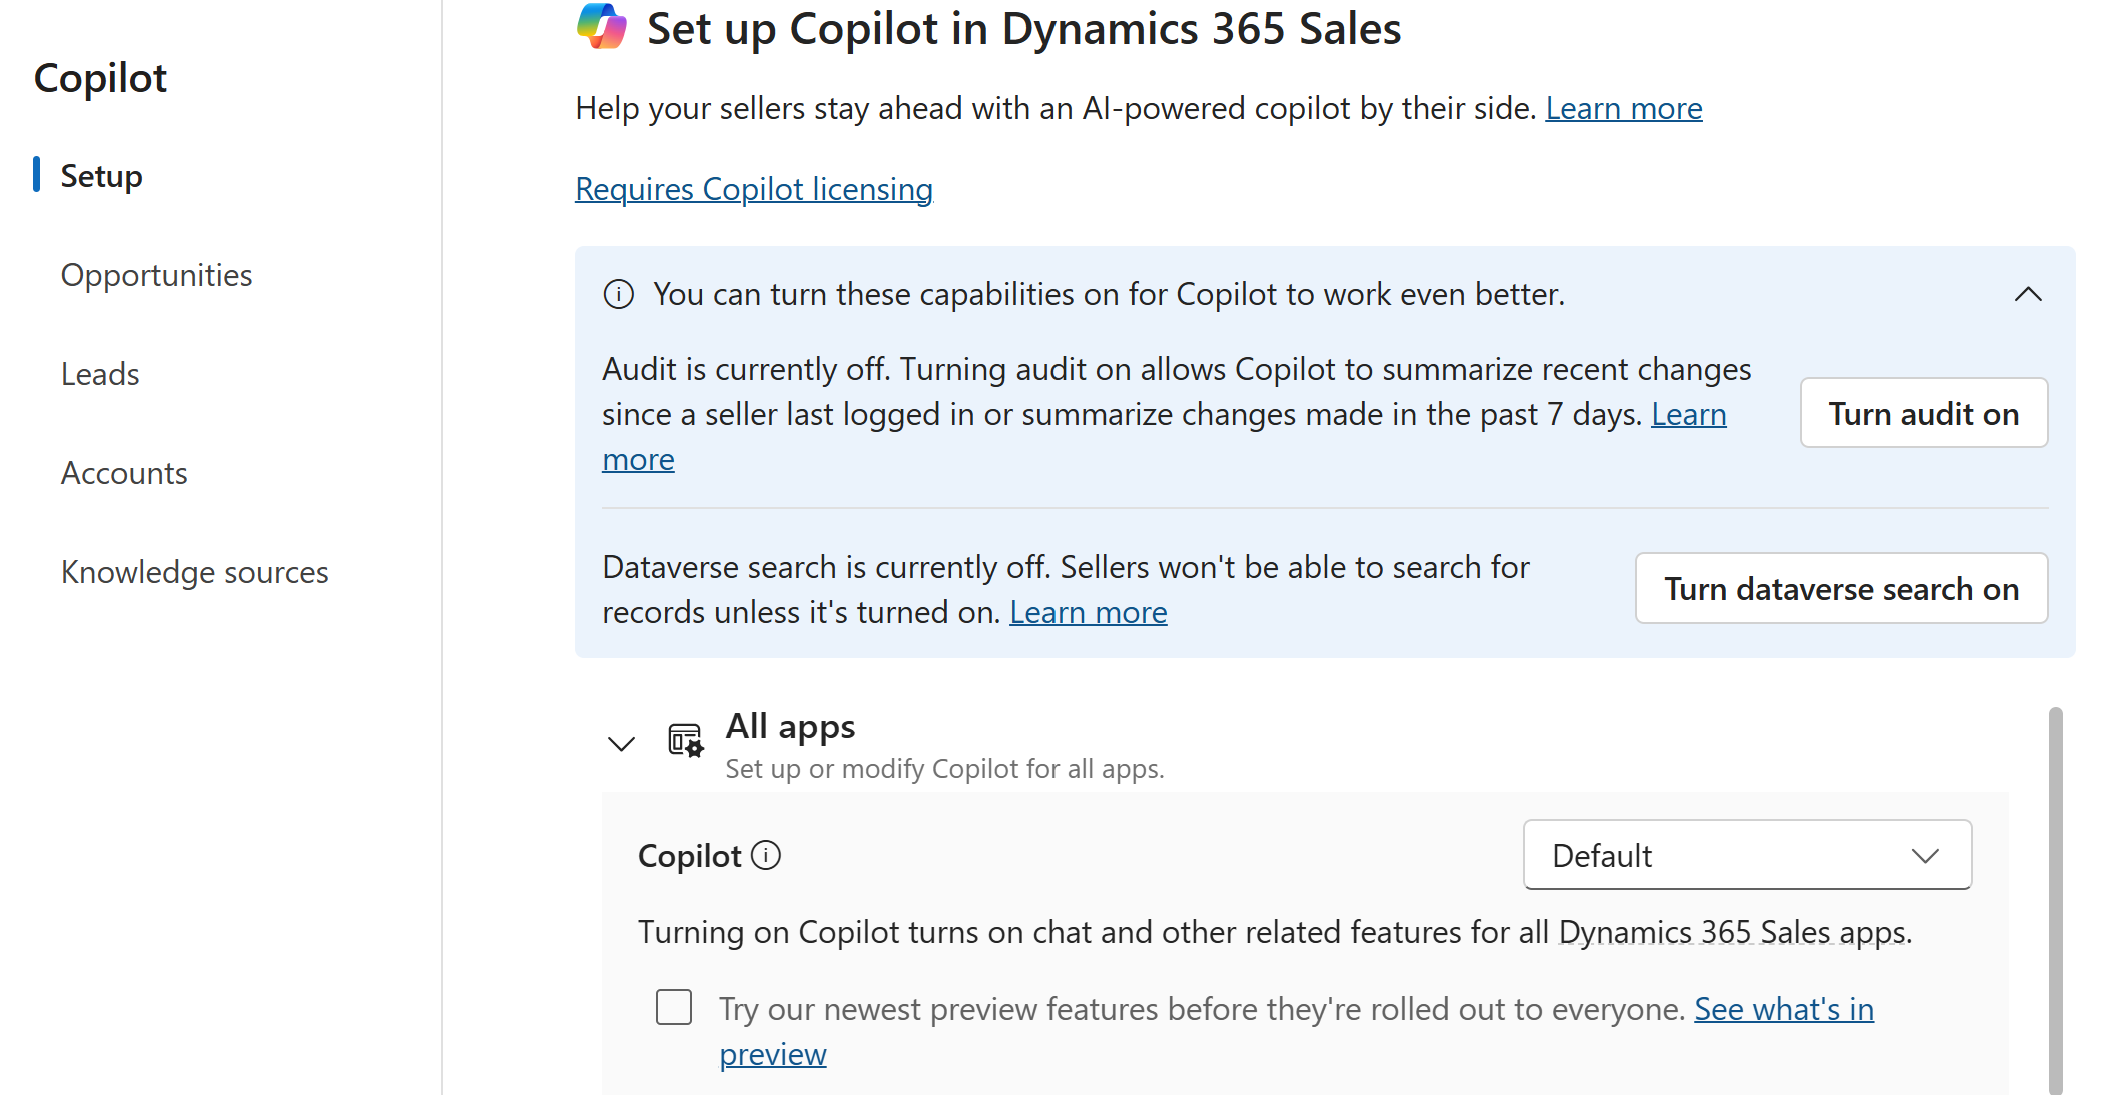 Copilot
Setup
Opportunities
Leads
Accounts
Knowledge sources
Set up Copilot in Dynamics 365 Sales
Help your sellers stay ahead with an AI-powered copilot by their side. Learn more
Requires Copilot licensing
You can turn these capabilities on for Copilot to work even better.
Audit is currently off. Turning audit on allows Copilot to summarize recent changes
since a seller last logged in or summarize changes made in the past 7 days. Learn
more
Turn audit on
Dataverse search is currently off. Sellers won't be able to search for
records unless it's turned on. Learn more
Turn dataverse search on
All apps
Set up or modify Copilot for all apps.
Copilot
Default
Turning on Copilot turns on chat and other related features for all Dynamics 365 Sales apps.
Try our newest preview features before they're rolled out to everyone. See what's in
preview